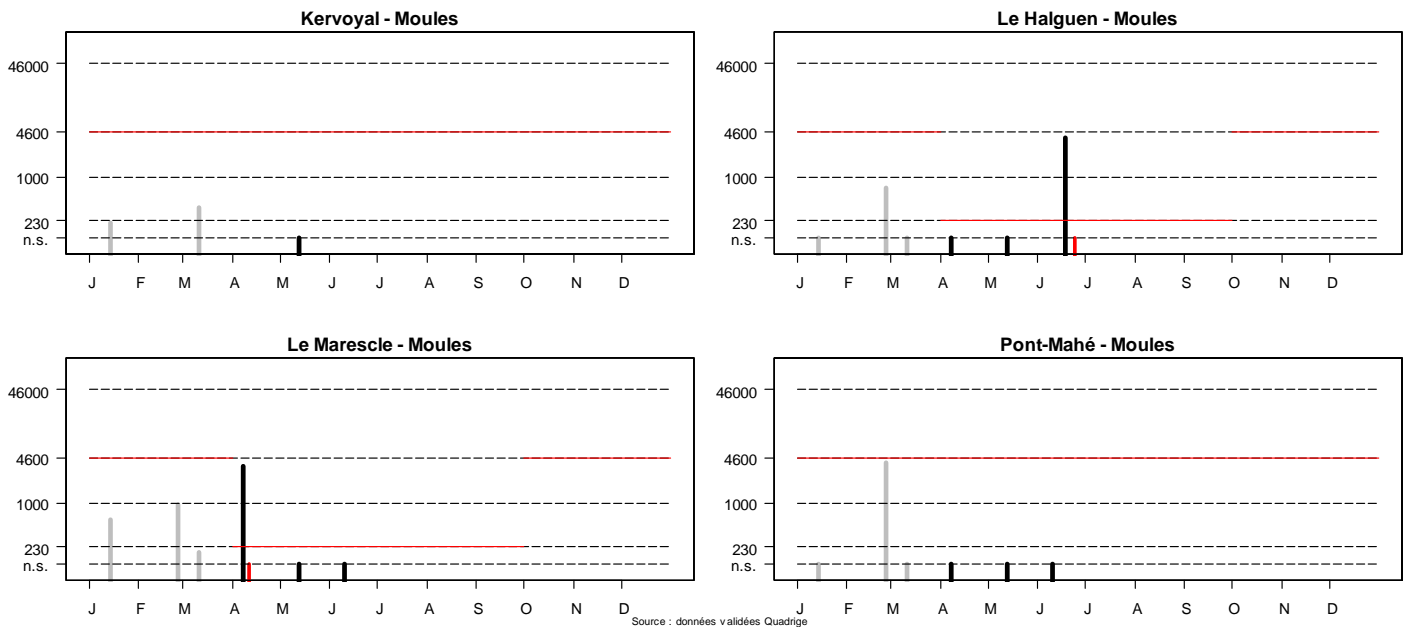 Kervoyal - Moules
46000
4600
1000
230
n.s.
J F M A M J J A S O N D
Le Halguen - Moules
46000
4600
1000
230
n.s.
J F M A M J J A S O N D
Le Marescle - Moules
46000
4600
1000
230
n.s.
J F M A M J J A S O N D
Pont-Mahé - Moules
46000
4600
1000
230
n.s.
J F M A M J J A S O N D
Source : données validées Quadrige